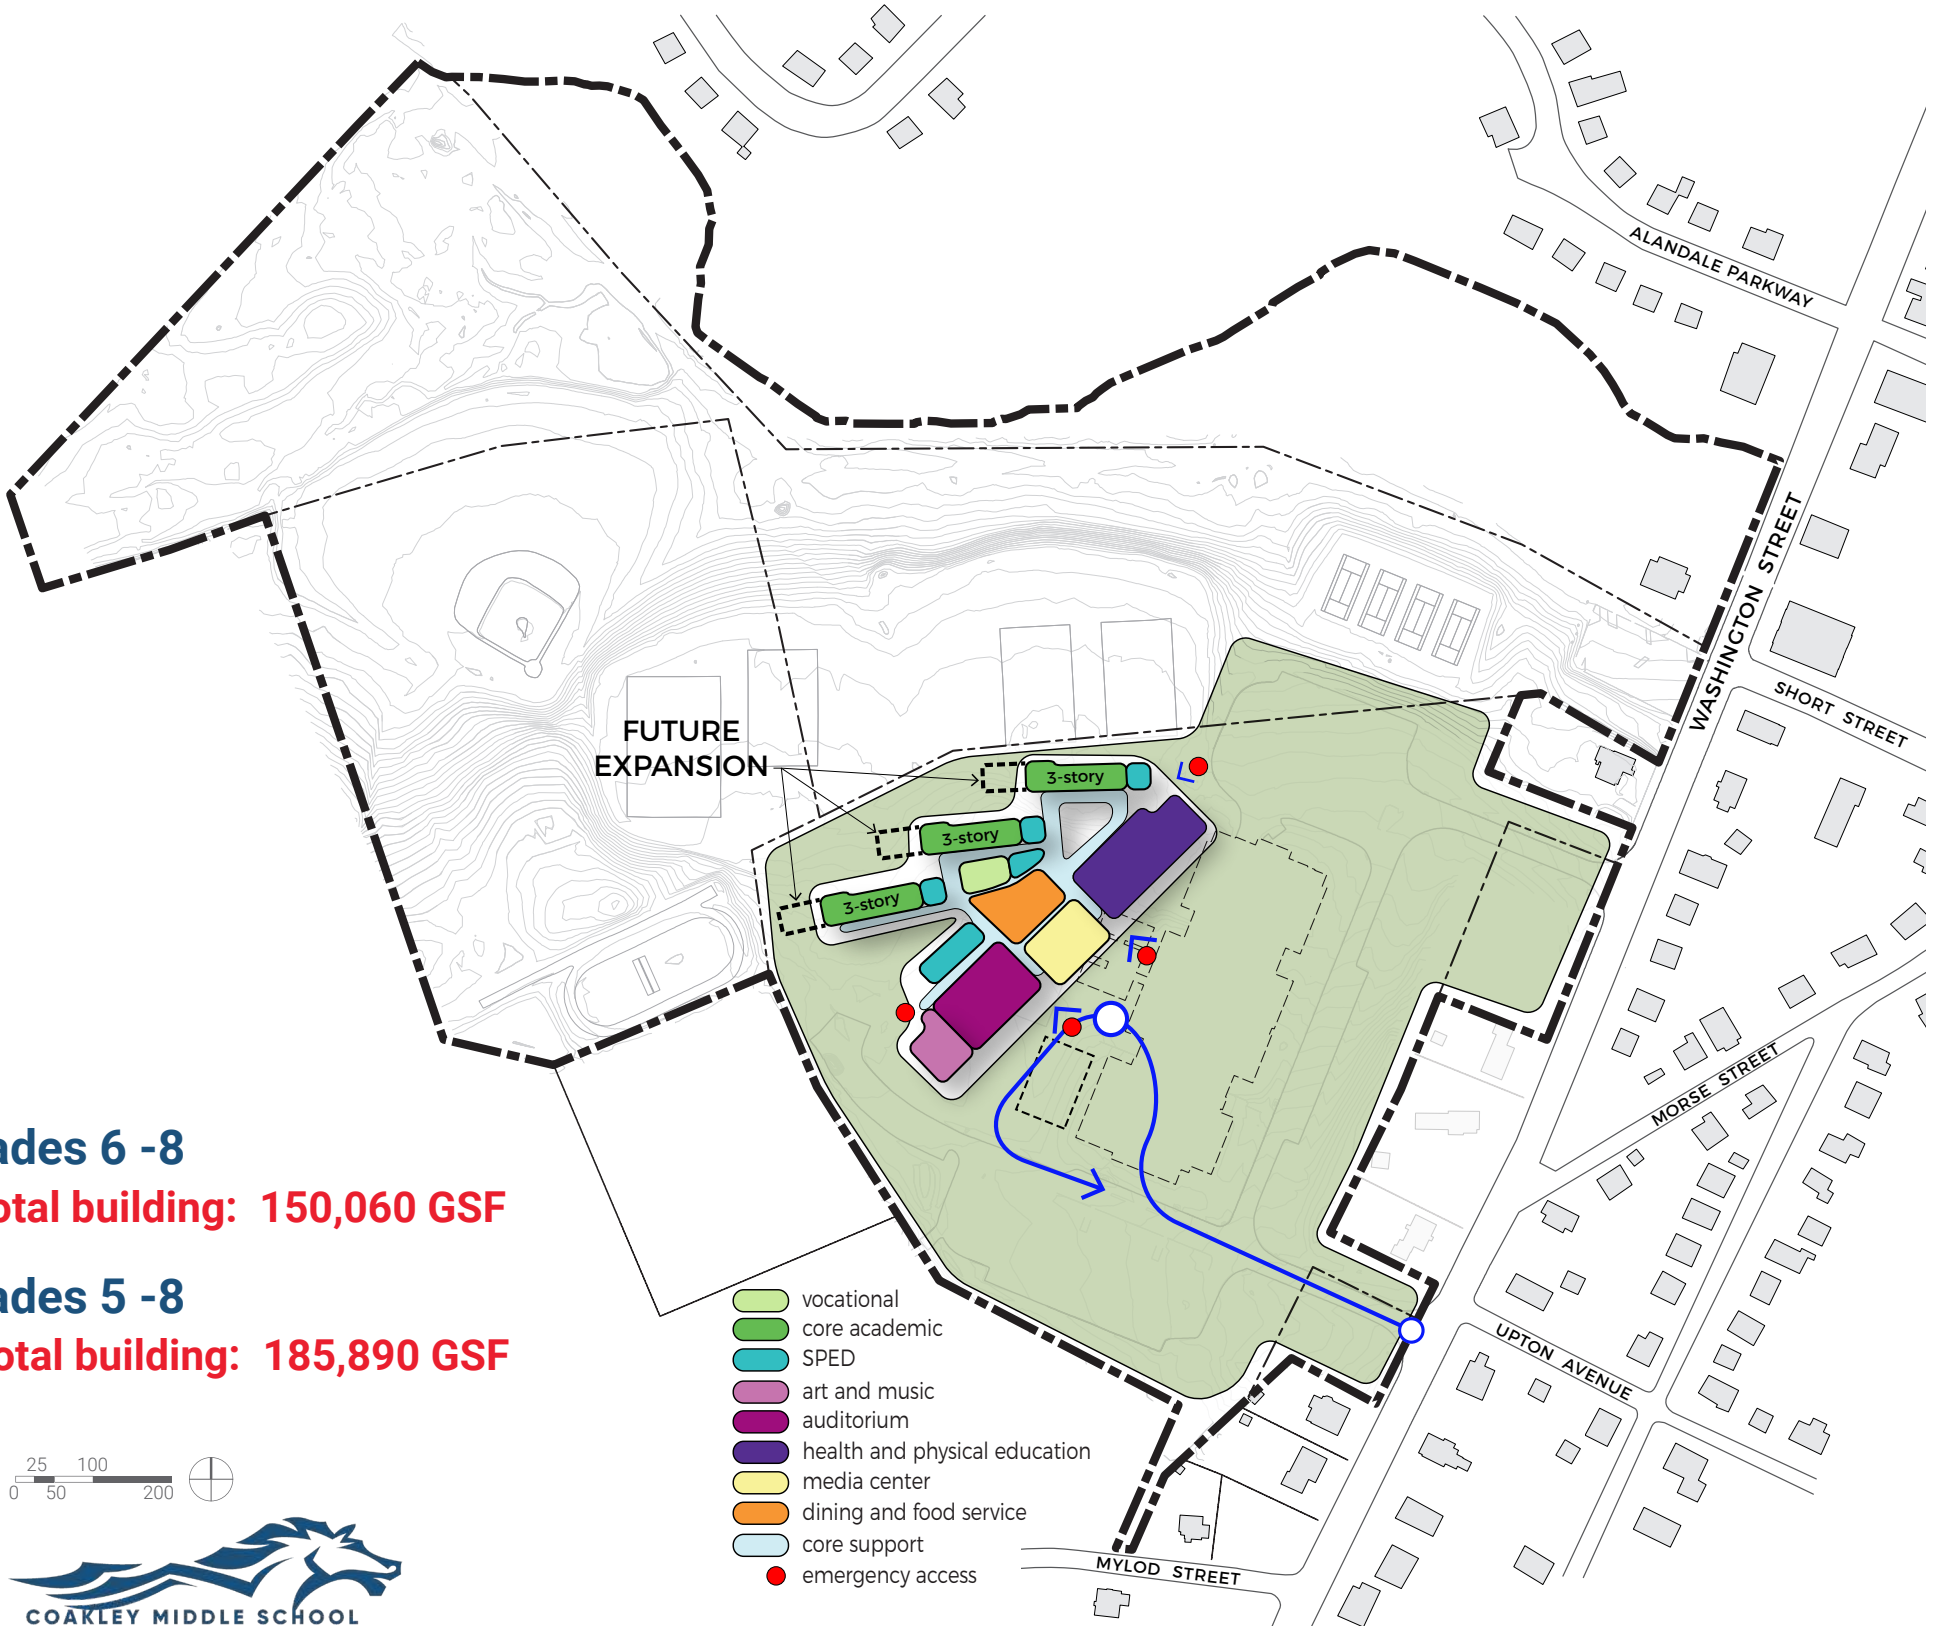 ALANDALE PARKWAY
WASHINGTON STREET
SHORT STREET
FUTURE
EXPANSION
3-story
3-story
3-story
MORSE STREET
ades 6 -8
otal building: 150,060 GSF
ades 5 -8
otal building: 185,890 GSF
vocational
core academic
SPED
art and music
auditorium
health and physical education
media center
dining and food service
core support
emergency access
UPTON AVENUE
MYLOD STREET
25 100
0 50 200
COAKLEY MIDDLE SCHOOL